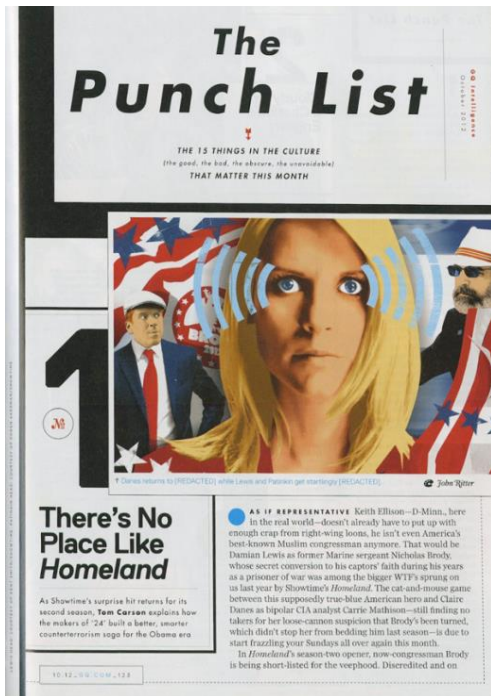 The
Punch List
THE 15 THINGS IN THE CULTURE
(the good, the bad, the obscure, the unavoidable)
THAT MATTER THIS MONTH
GQ Intelligence
October 2012
1
№
↑ Danes returns to [REDACTED] while Lewis and Patinkin get startlingly [REDACTED].
John Ritter
There's No
Place Like
Homeland
As Showtime's surprise hit returns for its
second season, Tom Carson explains how
the makers of '24' built a better, smarter
counterterrorism saga for the Obama era
AS IF REPRESENTATIVE Keith Ellison—D-Minn., here
in the real world—doesn't already have to put up with
enough crap from right-wing loons, he isn't even America's
best-known Muslim congressman anymore. That would be
Damian Lewis as former Marine sergeant Nicholas Brody,
whose secret conversion to his captors' faith during his years
as a prisoner of war was among the bigger WTF's sprung on
us last year by Showtime's Homeland. The cat-and-mouse game
between this supposedly true-blue American hero and Claire
Danes as bipolar CIA analyst Carrie Mathison—still finding no
takers for her loose-cannon suspicion that Brody's been turned,
which didn't stop her from bedding him last season—is due to
start frazzling your Sundays all over again this month.
In Homeland's season-two opener, now-congressman Brody
is being short-listed for the veephood. Discredited and on
10.12_GQ.COM_133